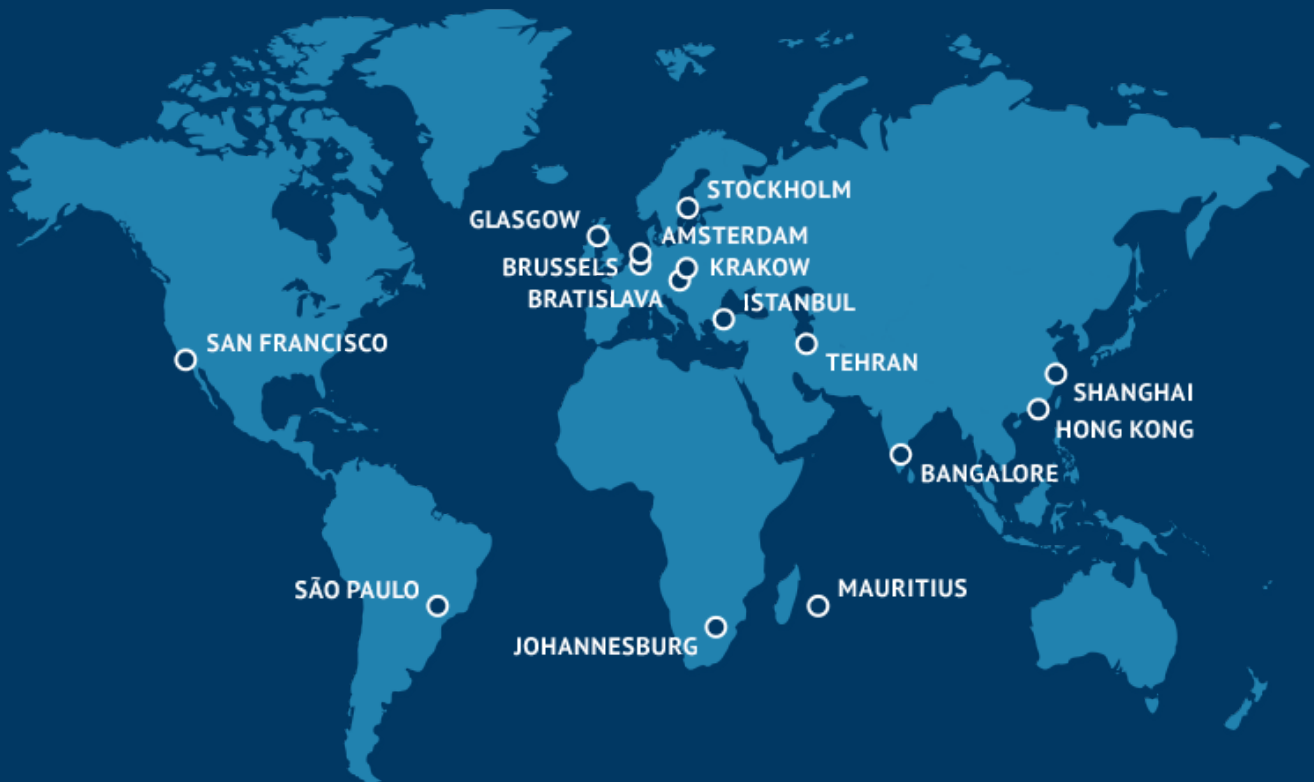 STOCKHOLM
GLASGOW
AMSTERDAM
BRUSSELS
KRAKOW
BRATISLAVA
ISTANBUL
SAN FRANCISCO
TEHRAN
SHANGHAI
HONG KONG
BANGALORE
SÃO PAULO
MAURITIUS
JOHANNESBURG